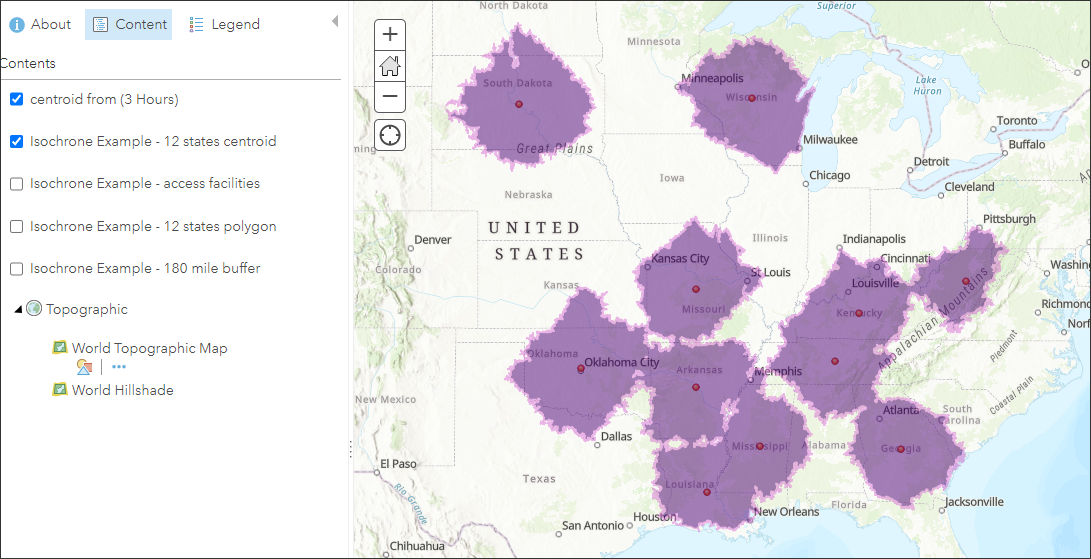 About
Content
Legend
Contents
centroid from (3 Hours)
Isochrone Example - 12 states centroid
Isochrone Example - access facilities
Isochrone Example - 12 states polygon
Isochrone Example - 180 mile buffer
Topographic
World Topographic Map
World Hillshade
North Dakota
Superior
Minnesota
South Dakota
Minneapolis
Wisconsin
Lake
Huron
Toronto
Great Plains
Milwaukee
Buffalo
Detroit
Chicago
Iowa
Cleveland
Nebraska
Pittsburgh
UNITED
STATES
Denver
Illinois
Indianapolis
Kansas City
St Louis
Cincinnati
Colorado
Kansas
Louisville
Missouri
Kentucky
Appalachian Mountains
Richmond
Piedmont
Oklahoma
Oklahoma City
Arkansas
Memphis
Coastal Plain
New Mexico
Atlanta
South
Carolina
Dallas
Mississippi
Alabama
Georgia
El Paso
Texas
Louisiana
Rio Grande
Jacksonville
Florida
New Orleans
Houston
San Antonio
Chihuahua